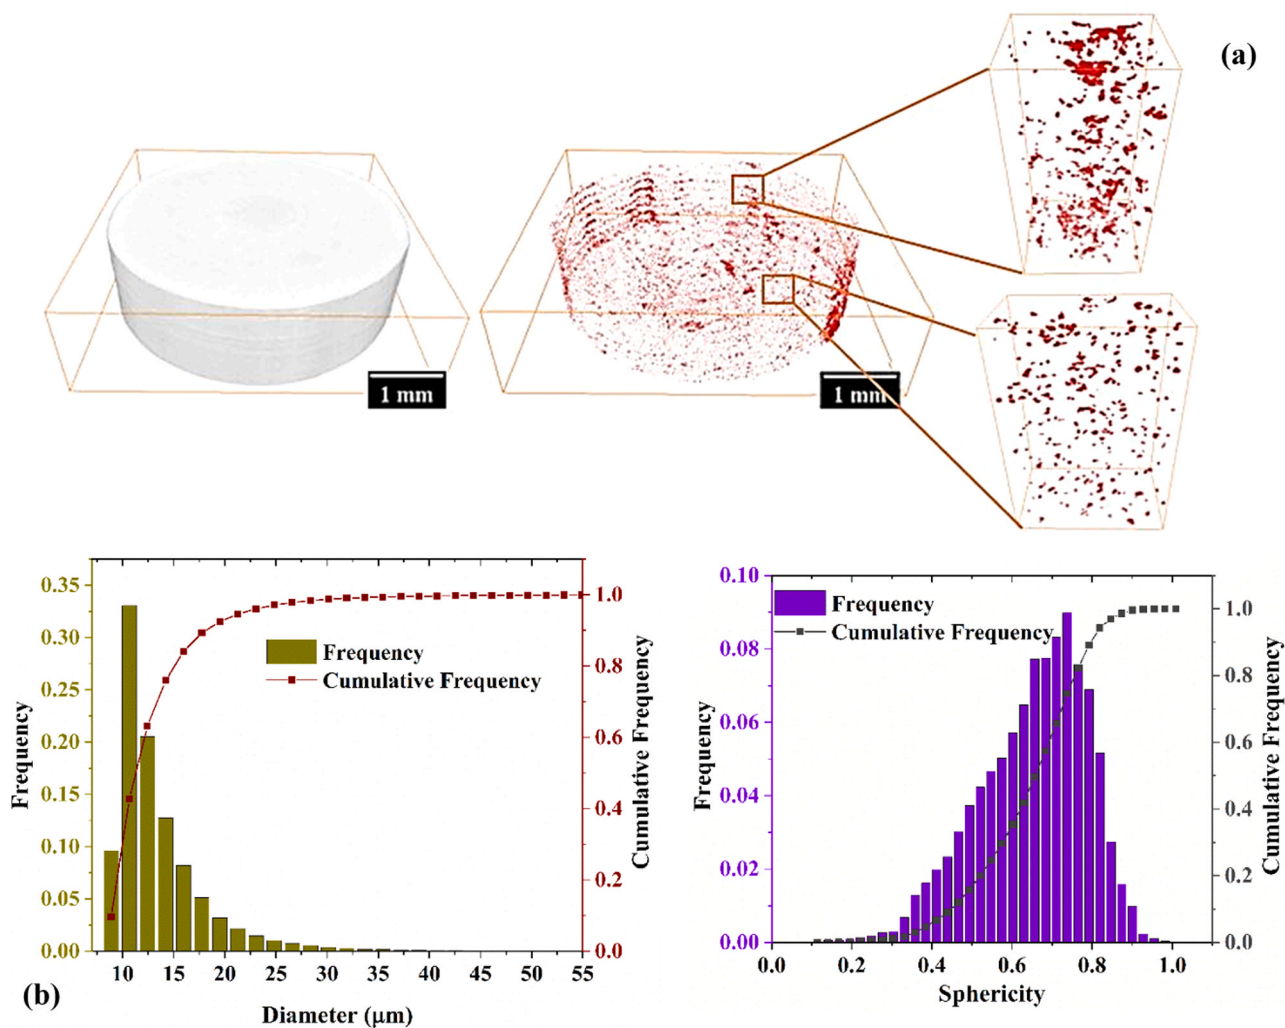 (a)
1 mm
1 mm
0.35
0.30
0.25
0.20
0.15
0.10
0.05
0.00
Frequency
1.0
0.8
0.6
0.4
0.2
0.0
Cumulative Frequency
Frequency
Cumulative Frequency
10 15 20 25 30 35 40 45 50 55
Diameter (μm)
(b)
0.10
0.08
0.06
0.04
0.02
0.00
Frequency
1.0
0.8
0.6
0.4
0.2
0.0
Cumulative Frequency
Frequency
Cumulative Frequency
0.0 0.2 0.4 0.6 0.8 1.0
Sphericity